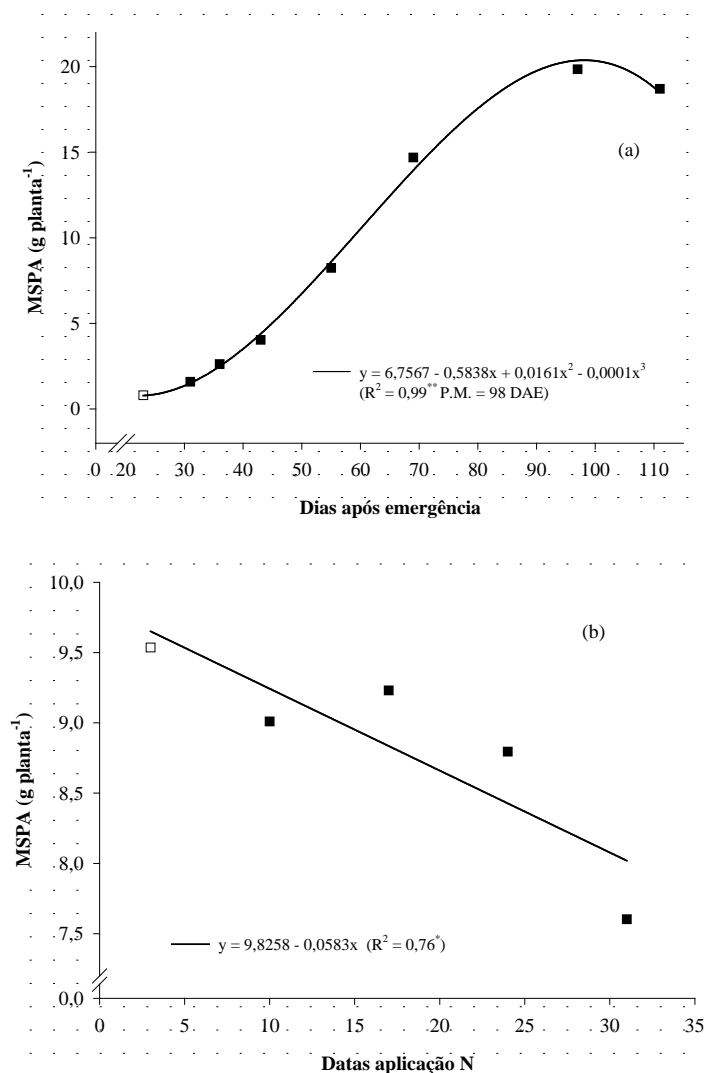 20
15
10
5
0
MSPA (g planta⁻¹)
(a)
y = 6,7567 - 0,5838x + 0,0161x² - 0,0001x³
(R² = 0,99** P.M. = 98 DAE)
0 20 30 40 50 60 70 80 90 100 110
Dias após emergência
10,0
9,5
9,0
8,5
8,0
7,5
0,0
MSPA (g planta⁻¹)
(b)
y = 9,8258 - 0,0583x (R² = 0,76*)
0 5 10 15 20 25 30 35
Datas aplicação N